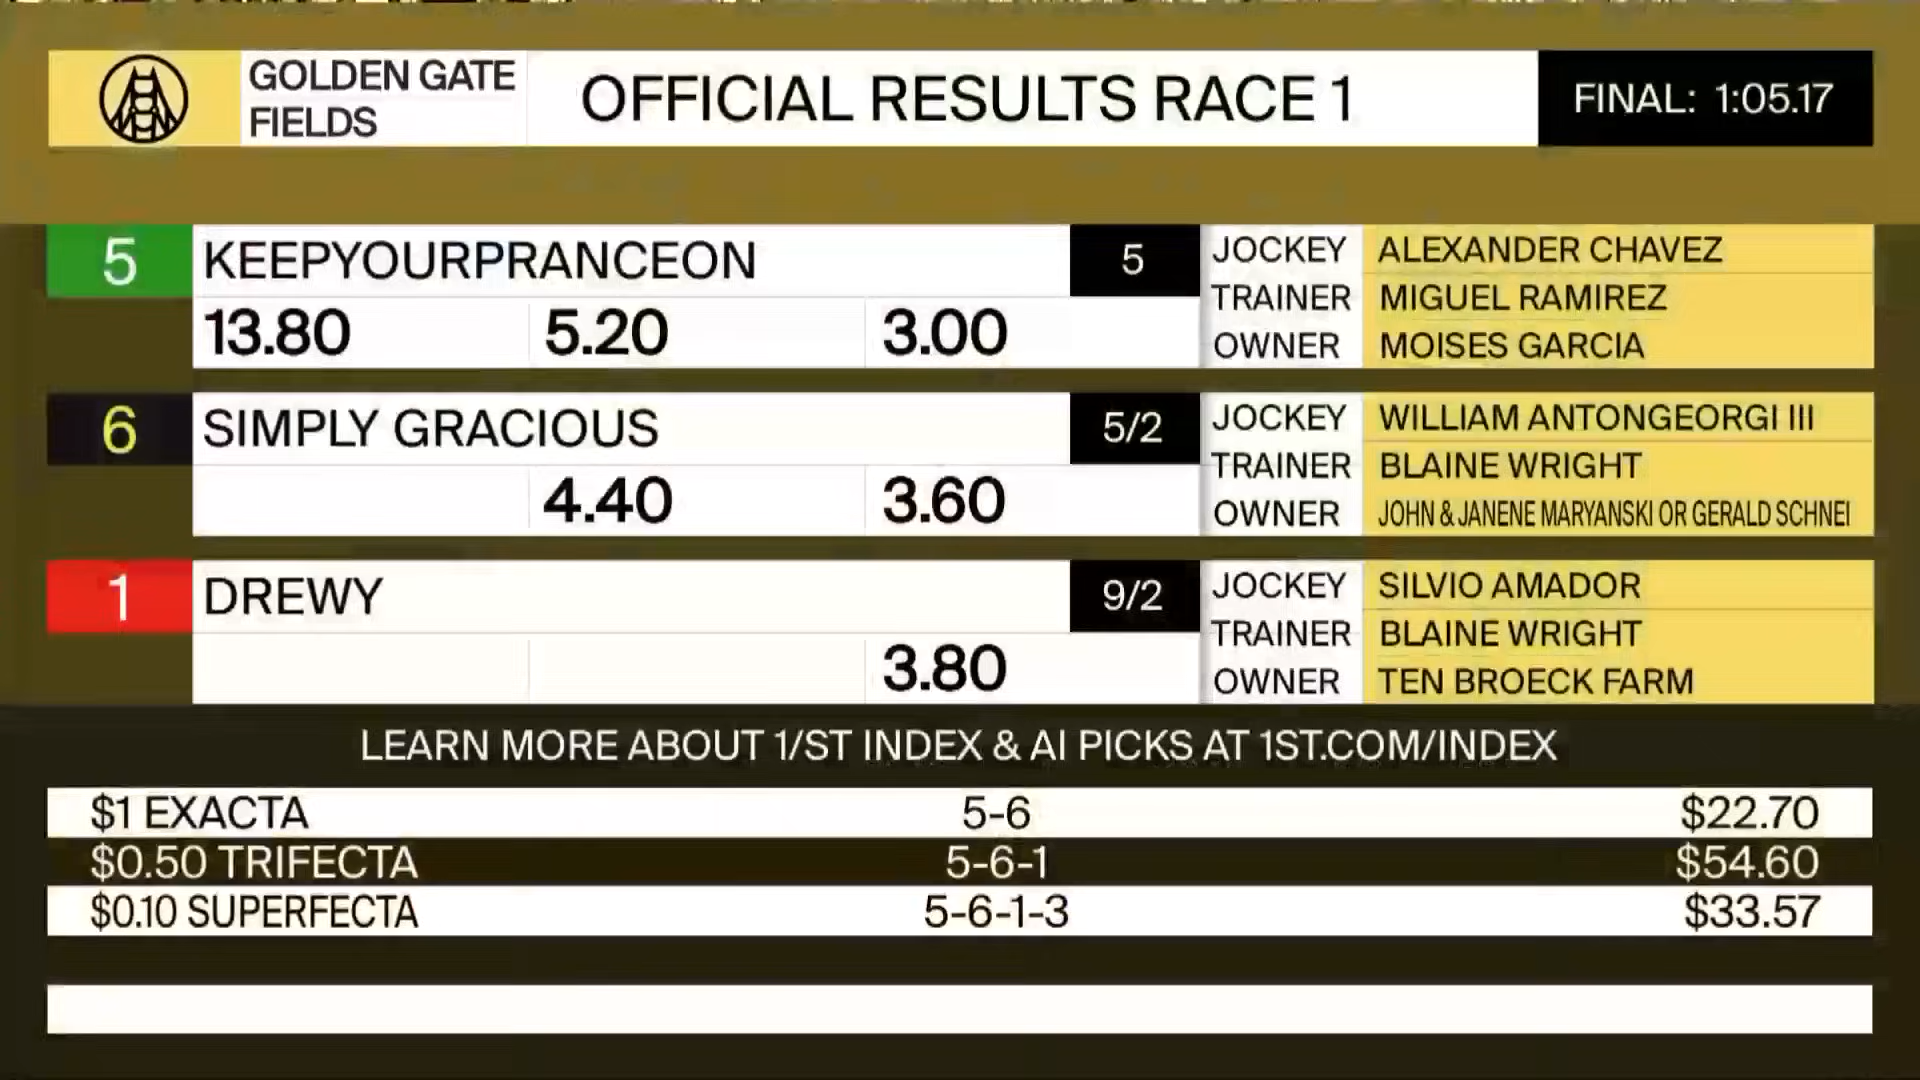 GOLDEN GATE
FIELDS
OFFICIAL RESULTS RACE 1
FINAL: 1:05.17
5 KEEPYOURPRANCEON 5
13.80 5.20 3.00
JOCKEY ALEXANDER CHAVEZ
TRAINER MIGUEL RAMIREZ
OWNER MOISES GARCIA
6 SIMPLY GRACIOUS 5/2
4.40 3.60
JOCKEY WILLIAM ANTONGEORGI III
TRAINER BLAINE WRIGHT
OWNER JOHN & JANENE MARYANSKI OR GERALD SCHNEI
1 DREWY 9/2
3.80
JOCKEY SILVIO AMADOR
TRAINER BLAINE WRIGHT
OWNER TEN BROECK FARM
LEARN MORE ABOUT 1/ST INDEX & AI PICKS AT 1ST.COM/INDEX
$1 EXACTA 5-6 $22.70
$0.50 TRIFECTA 5-6-1 $54.60
$0.10 SUPERFECTA 5-6-1-3 $33.57